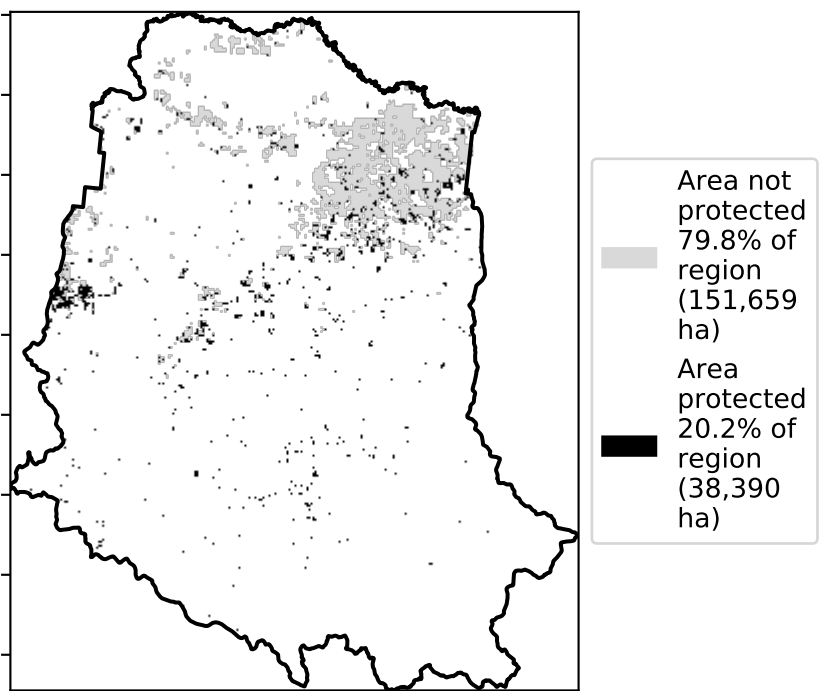 Area not
protected
79.8% of
region
(151,659
ha)
Area
protected
20.2% of
region
(38,390
ha)